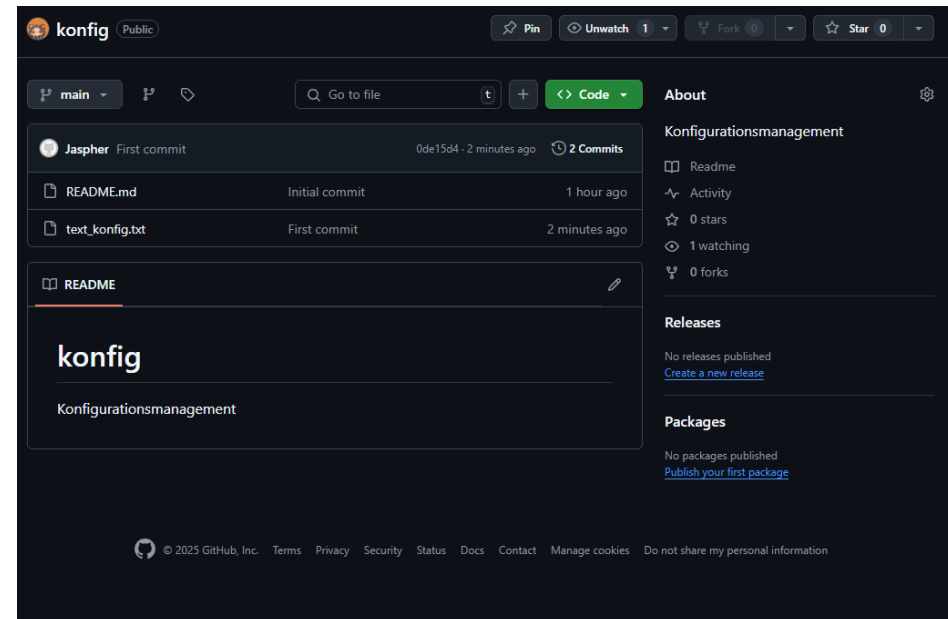 konfig Public Pin Unwatch 1 Fork 0 Star 0
main Go to file t Code
Jaspher First commit 0de15d4 · 2 minutes ago 2 Commits
README.md Initial commit 1 hour ago
text_konfig.txt First commit 2 minutes ago
README
konfig
Konfigurationsmanagement
About
Konfigurationsmanagement
Readme
Activity
0 stars
1 watching
0 forks
Releases
No releases published
Create a new release
Packages
No packages published
Publish your first package
© 2025 GitHub, Inc. Terms Privacy Security Status Docs Contact Manage cookies Do not share my personal information